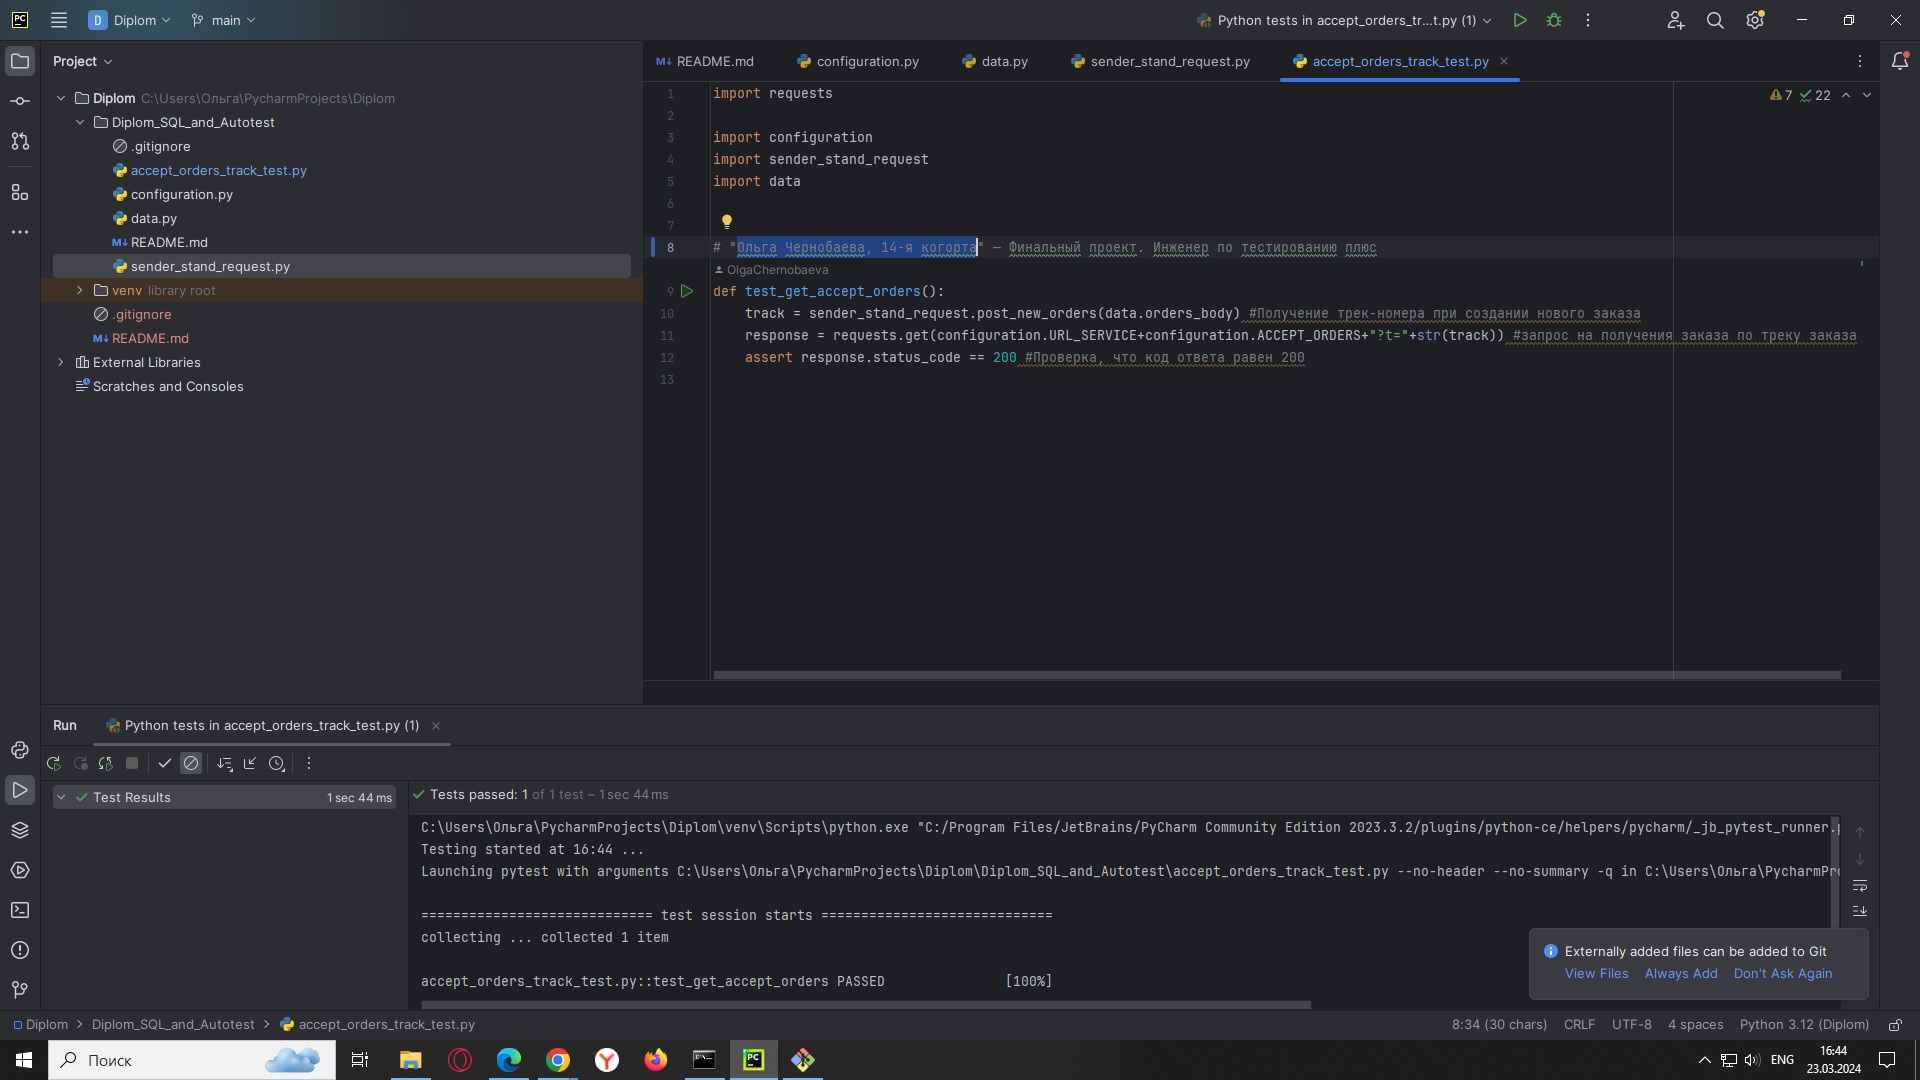 PC
D Diplom
main
Python tests in accept_orders_tr...t.py (1)
Project
README.md
configuration.py
data.py
sender_stand_request.py
accept_orders_track_test.py
Diplom C:\Users\Ольга\PycharmProjects\Diplom
Diplom_SQL_and_Autotest
.gitignore
accept_orders_track_test.py
configuration.py
data.py
README.md
sender_stand_request.py
venv library root
.gitignore
README.md
External Libraries
Scratches and Consoles
7 22
1 import requests
2
3 import configuration
4 import sender_stand_request
5 import data
6
7
8 # "Ольга Чернобаева, 14-я когорта" — Финальный проект. Инженер по тестированию плюс
OlgaChernobaeva
9 def test_get_accept_orders():
10 track = sender_stand_request.post_new_orders(data.orders_body) #Получение трек-номера при создании нового заказа
11 response = requests.get(configuration.URL_SERVICE+configuration.ACCEPT_ORDERS+"?t="+str(track)) #запрос на получения заказа по треку заказа
12 assert response.status_code == 200 #Проверка, что код ответа равен 200
13
Run
Python tests in accept_orders_track_test.py (1)
Test Results 1 sec 44 ms
Tests passed: 1 of 1 test – 1 sec 44 ms
C:\Users\Ольга\PycharmProjects\Diplom\venv\Scripts\python.exe "C:/Program Files/JetBrains/PyCharm Community Edition 2023.3.2/plugins/python-ce/helpers/pycharm/_jb_pytest_runner.p
Testing started at 16:44 ...
Launching pytest with arguments C:\Users\Ольга\PycharmProjects\Diplom\Diplom_SQL_and_Autotest\accept_orders_track_test.py --no-header --no-summary -q in C:\Users\Ольга\PycharmPro
============================= test session starts =============================
collecting ... collected 1 item
accept_orders_track_test.py::test_get_accept_orders PASSED [100%]
Externally added files can be added to Git
View Files Always Add Don't Ask Again
Diplom > Diplom_SQL_and_Autotest > accept_orders_track_test.py
8:34 (30 chars) CRLF UTF-8 4 spaces Python 3.12 (Diplom)
Поиск
PC
ENG
16:44
23.03.2024